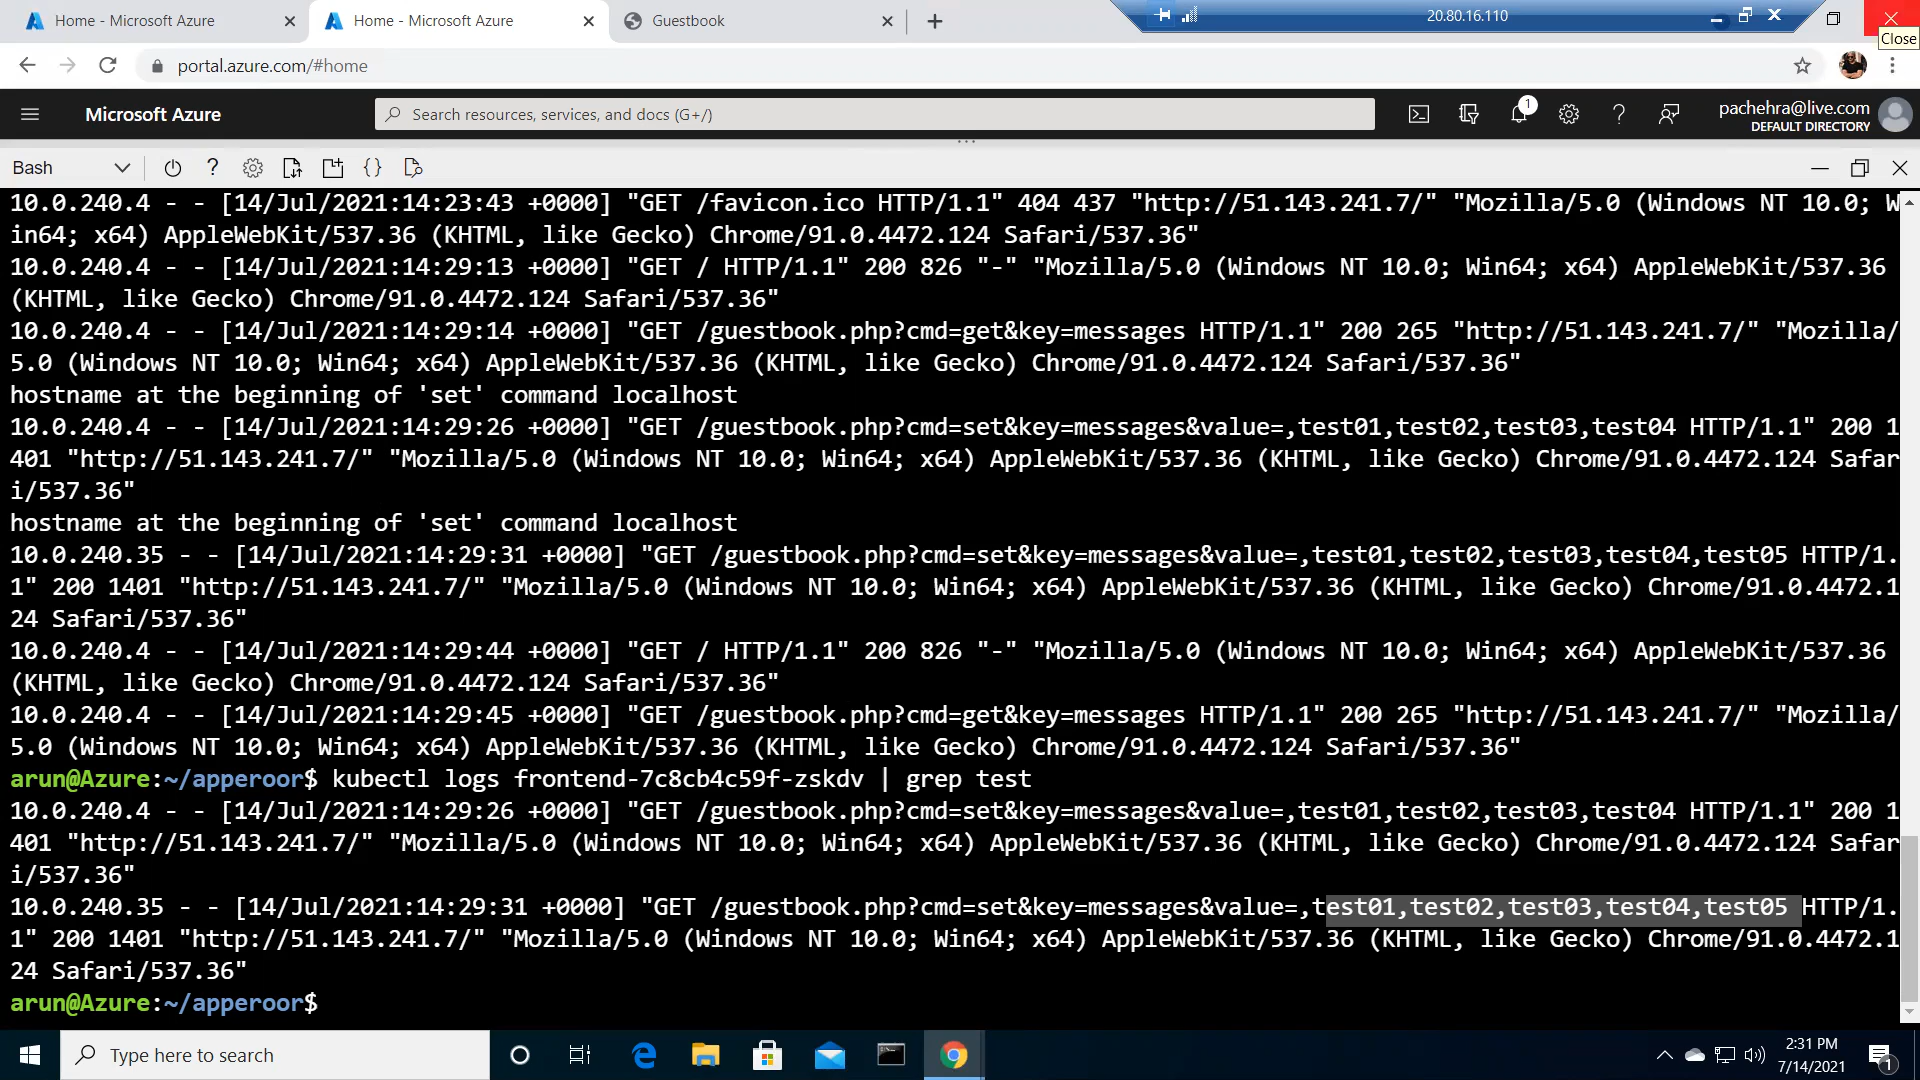 Home - Microsoft Azure
Home - Microsoft Azure
Guestbook
20.80.16.110
Close
portal.azure.com/#home
Microsoft Azure
Search resources, services, and docs (G+/)
1
pachehra@live.com
DEFAULT DIRECTORY
Bash
10.0.240.4 - - [14/Jul/2021:14:23:43 +0000] "GET /favicon.ico HTTP/1.1" 404 437 "http://51.143.241.7/" "Mozilla/5.0 (Windows NT 10.0; W
in64; x64) AppleWebKit/537.36 (KHTML, like Gecko) Chrome/91.0.4472.124 Safari/537.36"
10.0.240.4 - - [14/Jul/2021:14:29:13 +0000] "GET / HTTP/1.1" 200 826 "-" "Mozilla/5.0 (Windows NT 10.0; Win64; x64) AppleWebKit/537.36
(KHTML, like Gecko) Chrome/91.0.4472.124 Safari/537.36"
10.0.240.4 - - [14/Jul/2021:14:29:14 +0000] "GET /guestbook.php?cmd=get&key=messages HTTP/1.1" 200 265 "http://51.143.241.7/" "Mozilla/
5.0 (Windows NT 10.0; Win64; x64) AppleWebKit/537.36 (KHTML, like Gecko) Chrome/91.0.4472.124 Safari/537.36"
hostname at the beginning of 'set' command localhost
10.0.240.4 - - [14/Jul/2021:14:29:26 +0000] "GET /guestbook.php?cmd=set&key=messages&value=,test01,test02,test03,test04 HTTP/1.1" 200 1
401 "http://51.143.241.7/" "Mozilla/5.0 (Windows NT 10.0; Win64; x64) AppleWebKit/537.36 (KHTML, like Gecko) Chrome/91.0.4472.124 Safar
i/537.36"
hostname at the beginning of 'set' command localhost
10.0.240.35 - - [14/Jul/2021:14:29:31 +0000] "GET /guestbook.php?cmd=set&key=messages&value=,test01,test02,test03,test04,test05 HTTP/1.
1" 200 1401 "http://51.143.241.7/" "Mozilla/5.0 (Windows NT 10.0; Win64; x64) AppleWebKit/537.36 (KHTML, like Gecko) Chrome/91.0.4472.1
24 Safari/537.36"
10.0.240.4 - - [14/Jul/2021:14:29:44 +0000] "GET / HTTP/1.1" 200 826 "-" "Mozilla/5.0 (Windows NT 10.0; Win64; x64) AppleWebKit/537.36
(KHTML, like Gecko) Chrome/91.0.4472.124 Safari/537.36"
10.0.240.4 - - [14/Jul/2021:14:29:45 +0000] "GET /guestbook.php?cmd=get&key=messages HTTP/1.1" 200 265 "http://51.143.241.7/" "Mozilla/
5.0 (Windows NT 10.0; Win64; x64) AppleWebKit/537.36 (KHTML, like Gecko) Chrome/91.0.4472.124 Safari/537.36"
arun@Azure:~/apperoor$ kubectl logs frontend-7c8cb4c59f-zskdv | grep test
10.0.240.4 - - [14/Jul/2021:14:29:26 +0000] "GET /guestbook.php?cmd=set&key=messages&value=,test01,test02,test03,test04 HTTP/1.1" 200 1
401 "http://51.143.241.7/" "Mozilla/5.0 (Windows NT 10.0; Win64; x64) AppleWebKit/537.36 (KHTML, like Gecko) Chrome/91.0.4472.124 Safar
i/537.36"
10.0.240.35 - - [14/Jul/2021:14:29:31 +0000] "GET /guestbook.php?cmd=set&key=messages&value=,test01,test02,test03,test04,test05 HTTP/1.
1" 200 1401 "http://51.143.241.7/" "Mozilla/5.0 (Windows NT 10.0; Win64; x64) AppleWebKit/537.36 (KHTML, like Gecko) Chrome/91.0.4472.1
24 Safari/537.36"
arun@Azure:~/apperoor$
Type here to search
2:31 PM
7/14/2021
1